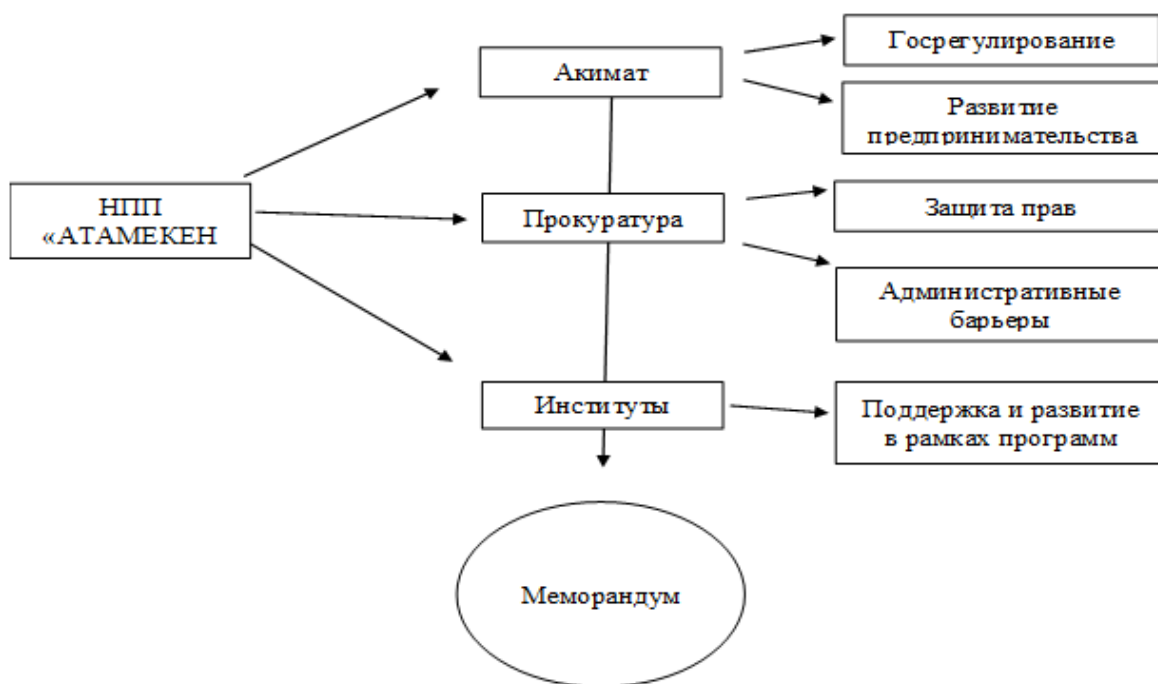 Госрегулирование
Акимат
Развитие
предпринимательства
НПП
«АТАМЕКЕН
Прокуратура
Защита прав
Административные
барьеры
Институты
Поддержка и развитие
в рамках программ
Меморандум